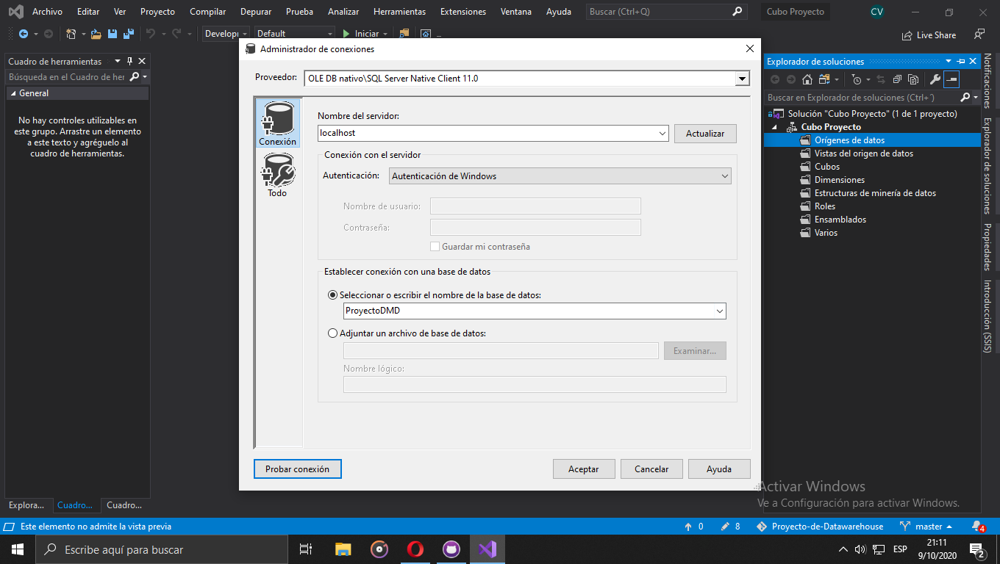 Archivo Editar Ver Proyecto Compilar Depurar Prueba Analizar Herramientas Extensiones Ventana Ayuda Buscar (Ctrl+Q) Cubo Proyecto CV
Develop Default Iniciar Live Share
Cuadro de herramientas
Búsqueda en el Cuadro de her
General
No hay controles utilizables en
este grupo. Arrastre un elemento
a este texto y agréguelo al
cuadro de herramientas.
Administrador de conexiones
Proveedor: OLE DB nativo\SQL Server Native Client 11.0
Conexión
Todo
Nombre del servidor:
localhost Actualizar
Conexión con el servidor
Autenticación: Autenticación de Windows
Nombre de usuario:
Contraseña:
Guardar mi contraseña
Establecer conexión con una base de datos
Seleccionar o escribir el nombre de la base de datos:
ProyectoDMD
Adjuntar un archivo de base de datos:
Examinar...
Nombre lógico:
Probar conexión Aceptar Cancelar Ayuda
Explorador de soluciones
Buscar en Explorador de soluciones (Ctrl+´)
Solución "Cubo Proyecto" (1 de 1 proyecto)
Cubo Proyecto
Orígenes de datos
Vistas del origen de datos
Cubos
Dimensiones
Estructuras de minería de datos
Roles
Ensamblados
Varios
Notificaciones
Explorador de soluciones
Propiedades
Introducción (SSIS)
Activar Windows
Ve a Configuración para activar Windows.
Explora... Cuadro... Cuadro...
Este elemento no admite la vista previa 0 8 Proyecto-de-Datawarehouse master 4
Escribe aquí para buscar ESP 21:11
9/10/2020 2